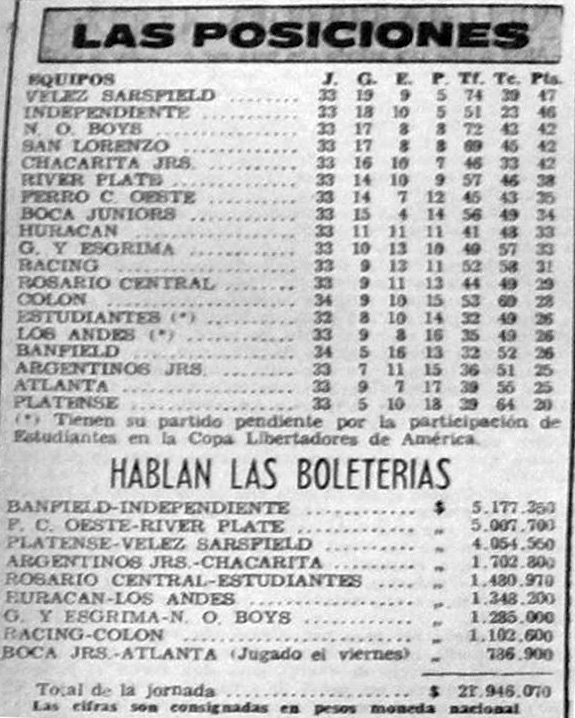 LAS POSICIONES
EQUIPOS J. G. E. P. Tf. Tc. Pts.
VELEZ SARSFIELD ........ 33 19 9 5 74 39 47
INDEPENDIENTE ........ 33 18 10 5 51 23 46
N. O. BOYS ........ 33 17 8 8 72 43 42
SAN LORENZO ........ 33 17 8 8 69 45 42
CHACARITA JRS. ........ 33 16 10 7 46 33 42
RIVER PLATE ........ 33 14 10 9 57 46 38
FERRO C. OESTE ........ 33 14 7 12 45 43 35
BOCA JUNIORS ........ 33 15 4 14 56 49 34
HURACAN ........ 33 11 11 11 41 48 33
G. Y ESGRIMA ........ 33 10 13 10 49 57 33
RACING ........ 33 9 13 11 52 58 31
ROSARIO CENTRAL ........ 33 9 11 13 44 49 29
COLON ........ 34 9 10 15 53 69 28
ESTUDIANTES (*) ........ 32 8 10 14 32 49 26
LOS ANDES (*) ........ 33 9 8 16 35 49 26
BANFIELD ........ 34 5 16 13 32 52 26
ARGENTINOS JRS. ........ 33 7 11 15 36 51 25
ATLANTA ........ 33 9 7 17 39 55 25
PLATENSE ........ 33 5 10 18 39 64 20
(*) Tienen su partido pendiente por la participación de
Estudiantes en la Copa Libertadores de América.
HABLAN LAS BOLETERIAS
BANFIELD-INDEPENDIENTE ............ $ 5.177.350
F. C. OESTE-RIVER PLATE ............ „ 5.007.700
PLATENSE-VELEZ SARSFIELD ............ „ 4.054.550
ARGENTINOS JRS.-CHACARITA ............ „ 1.702.800
ROSARIO CENTRAL-ESTUDIANTES .... „ 1.480.970
HURACAN-LOS ANDES ............ „ 1.348.200
G. Y ESGRIMA-N. O. BOYS ............ „ 1.285.000
RACING-COLON ............ „ 1.102.600
BOCA JRS.-ATLANTA (Jugado el viernes) „ 786.900
Total de la jornada ............ $ 21.946.070
Las cifras son consignadas en pesos moneda nacional